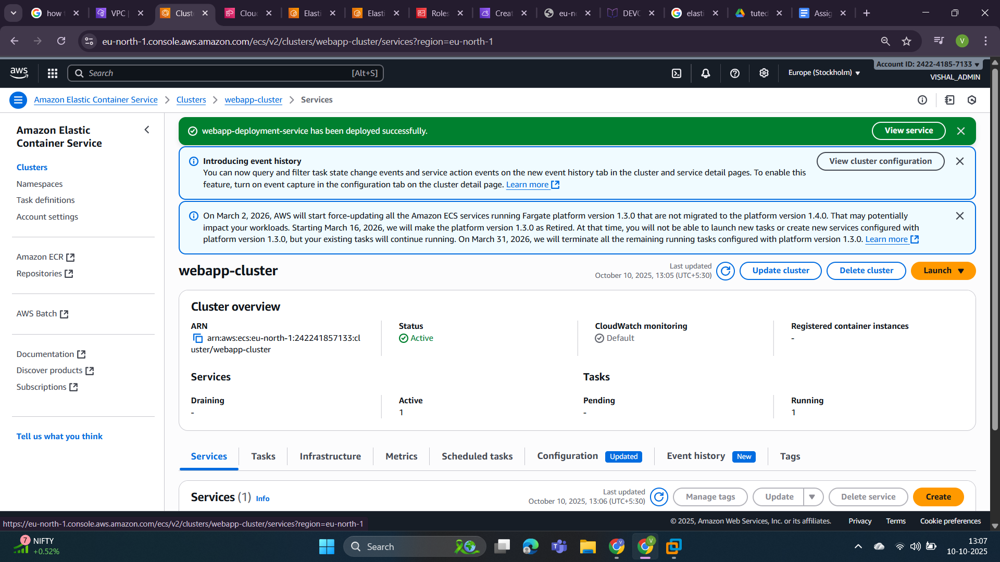 how
VPC |
Clust
Clou
Elasti
Elasti
Roles
Creat
eu-n
DEVC
elasti
tuted
Assig
eu-north-1.console.aws.amazon.com/ecs/v2/clusters/webapp-cluster/services?region=eu-north-1
V
aws
Search
[Alt+S]
Europe (Stockholm)
Account ID: 2422-4185-7133
VISHAL_ADMIN
Amazon Elastic Container Service
Clusters
webapp-cluster
Services
Amazon Elastic
Container Service
Clusters
Namespaces
Task definitions
Account settings
Amazon ECR
Repositories
AWS Batch
Documentation
Discover products
Subscriptions
Tell us what you think
webapp-deployment-service has been deployed successfully.
View service
Introducing event history
You can now query and filter task state change events and service action events on the new event history tab in the cluster and service detail pages. To enable this
feature, turn on event capture in the configuration tab on the cluster detail page. Learn more
View cluster configuration
On March 2, 2026, AWS will start force-updating all the Amazon ECS services running Fargate platform version 1.3.0 that are not migrated to the platform version 1.4.0. That may potentially
impact your workloads. Starting March 16, 2026, we will make the platform version 1.3.0 as Retired. At that time, you will not be able to launch new tasks or create new services configured with
platform version 1.3.0, but your existing tasks will continue running. On March 31, 2026, we will terminate all the remaining running tasks configured with platform version 1.3.0. Learn more
webapp-cluster
Last updated
October 10, 2025, 13:05 (UTC+5:30)
Update cluster
Delete cluster
Launch
Cluster overview
ARN
arn:aws:ecs:eu-north-1:242241857133:cl
uster/webapp-cluster
Status
Active
CloudWatch monitoring
Default
Registered container instances
-
Services
Tasks
Draining
-
Active
1
Pending
-
Running
1
Services
Tasks
Infrastructure
Metrics
Scheduled tasks
Configuration Updated
Event history New
Tags
Services (1) Info
Last updated
October 10, 2025, 13:06 (UTC+5:30)
Manage tags
Update
Delete service
Create
https://eu-north-1.console.aws.amazon.com/ecs/v2/clusters/webapp-cluster/services?region=eu-north-1
© 2025, Amazon Web Services, Inc. or its affiliates.
Privacy
Terms
Cookie preferences
7
NIFTY
+0.52%
Search
V
V
13:07
10-10-2025